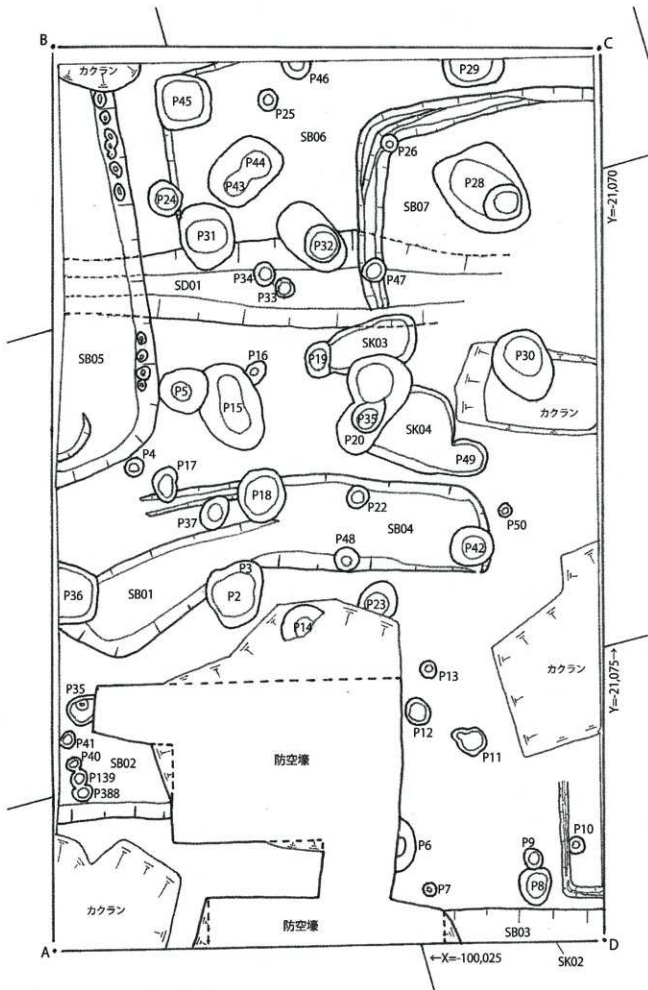 B
C
カクラン
P46
P29
P45
P25
SB06
P26
P44
P43
P28
P24
SB07
Y=-21,070
P31
P32
P34
P47
SD01
P33
SK03
P19
P30
P16
SB05
P5
P15
カクラン
P35
SK04
P20
P4
P49
P17
P18
P22
P50
P37
SB04
P42
P48
P3
P36
SB01
P2
P23
P14
カクラン
P13
Y=-21,075→
P35
P12
P41
P11
P40
SB02
防空壕
P139
P388
P6
P9
P10
カクラン
P7
P8
防空壕
SB03
A
D
←X=-100,025
SK02